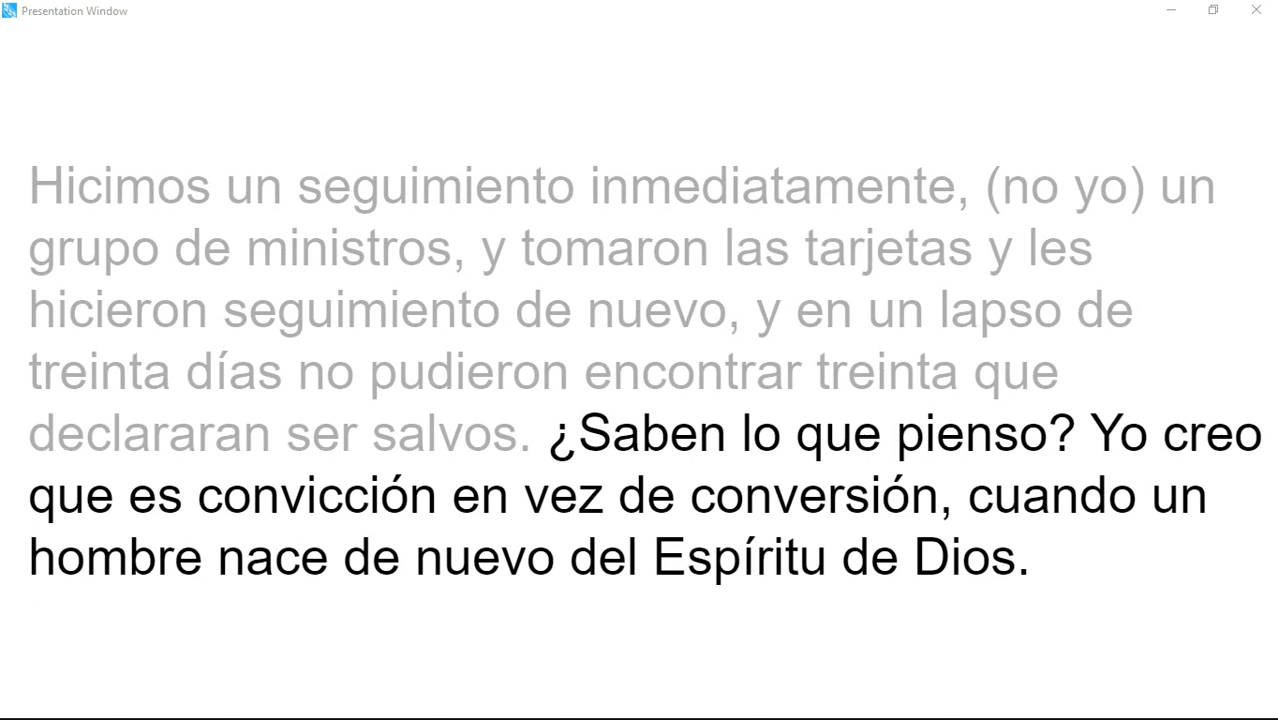 Presentation Window
Hicimos un seguimiento inmediatamente, (no yo) un
grupo de ministros, y tomaron las tarjetas y les
hicieron seguimiento de nuevo, y en un lapso de
treinta días no pudieron encontrar treinta que
declararan ser salvos. ¿Saben lo que pienso? Yo creo
que es convicción en vez de conversión, cuando un
hombre nace de nuevo del Espíritu de Dios.